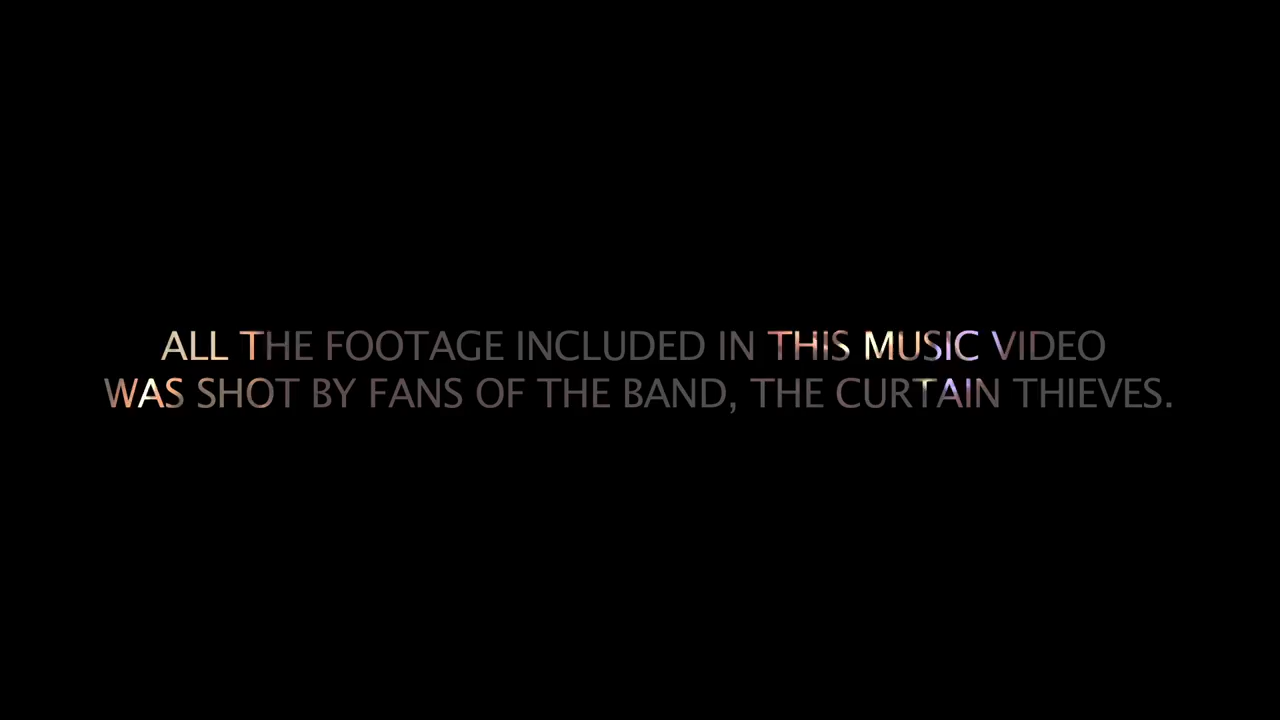 ALL THE FOOTAGE INCLUDED IN THIS MUSIC VIDEO
WAS SHOT BY FANS OF THE BAND, THE CURTAIN THIEVES.